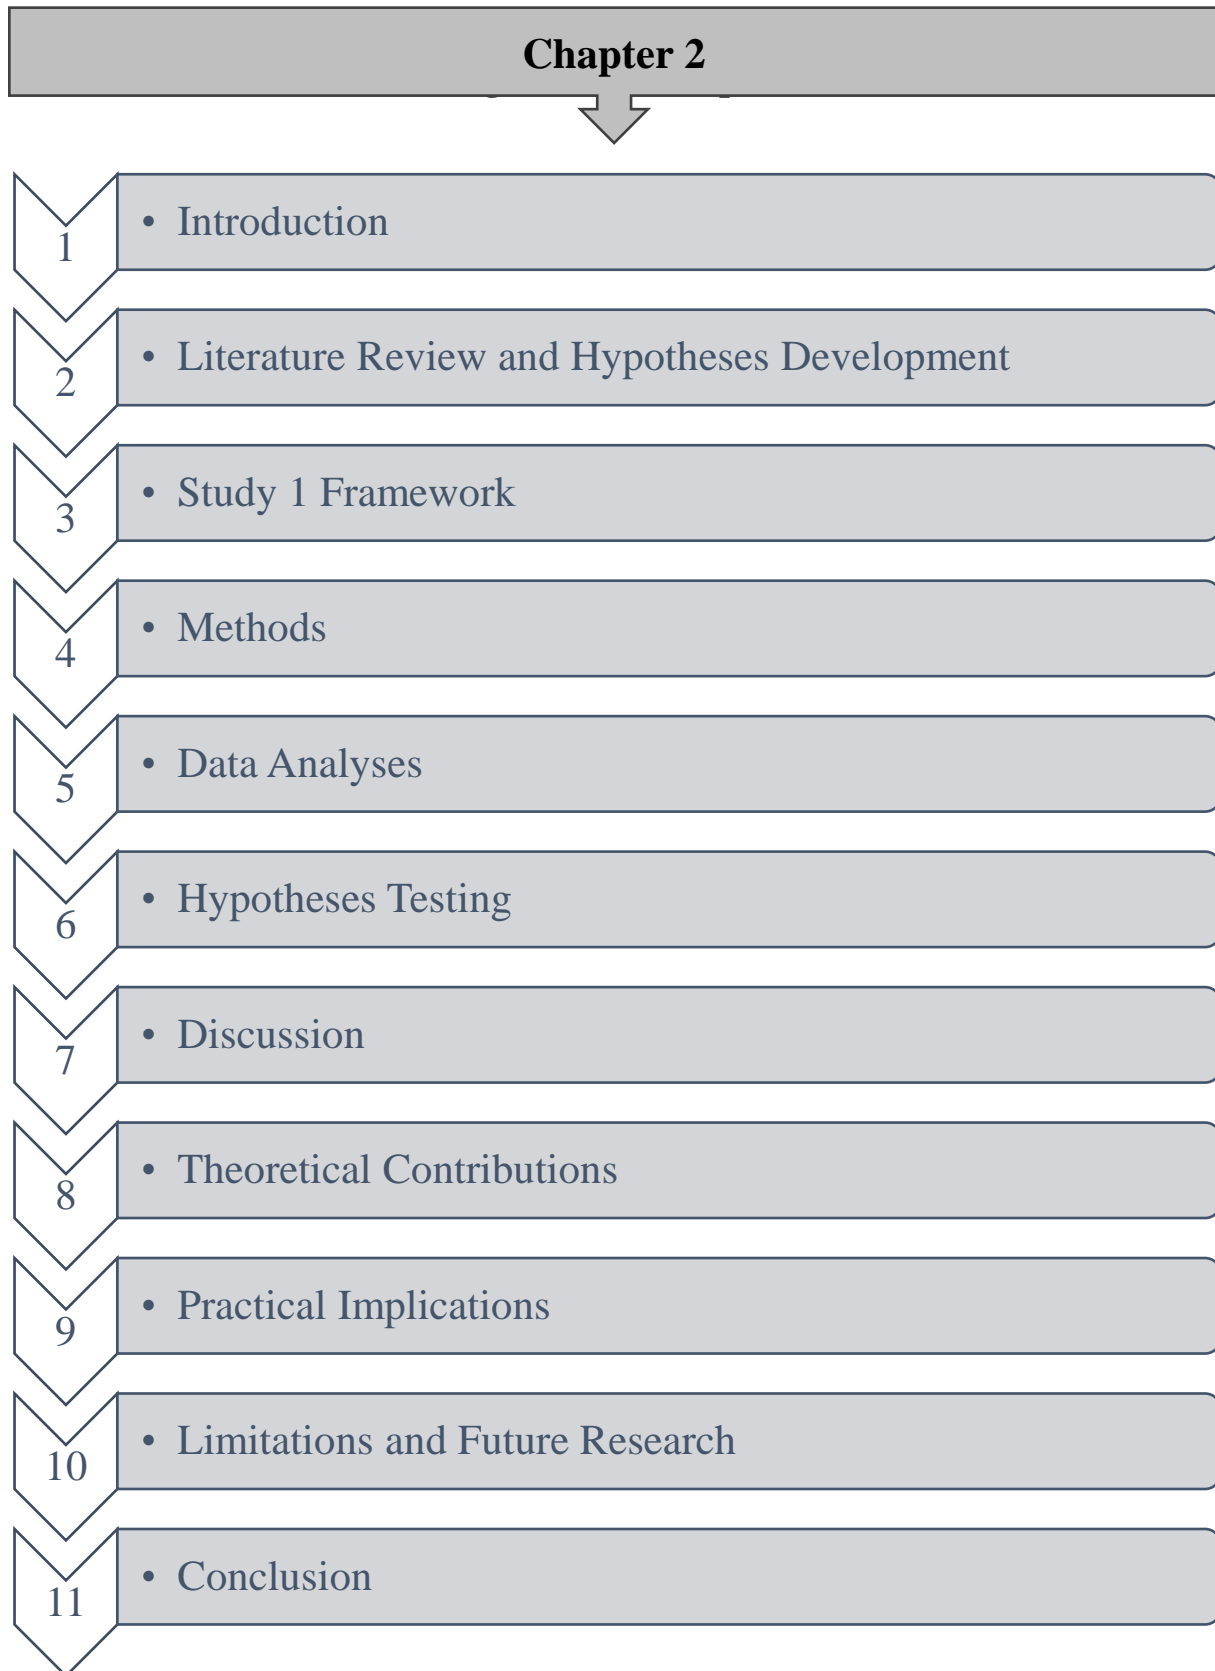 Chapter 2
1
• Introduction
2
• Literature Review and Hypotheses Development
3
• Study 1 Framework
4
• Methods
5
• Data Analyses
6
• Hypotheses Testing
7
• Discussion
8
• Theoretical Contributions
9
• Practical Implications
10
• Limitations and Future Research
11
• Conclusion